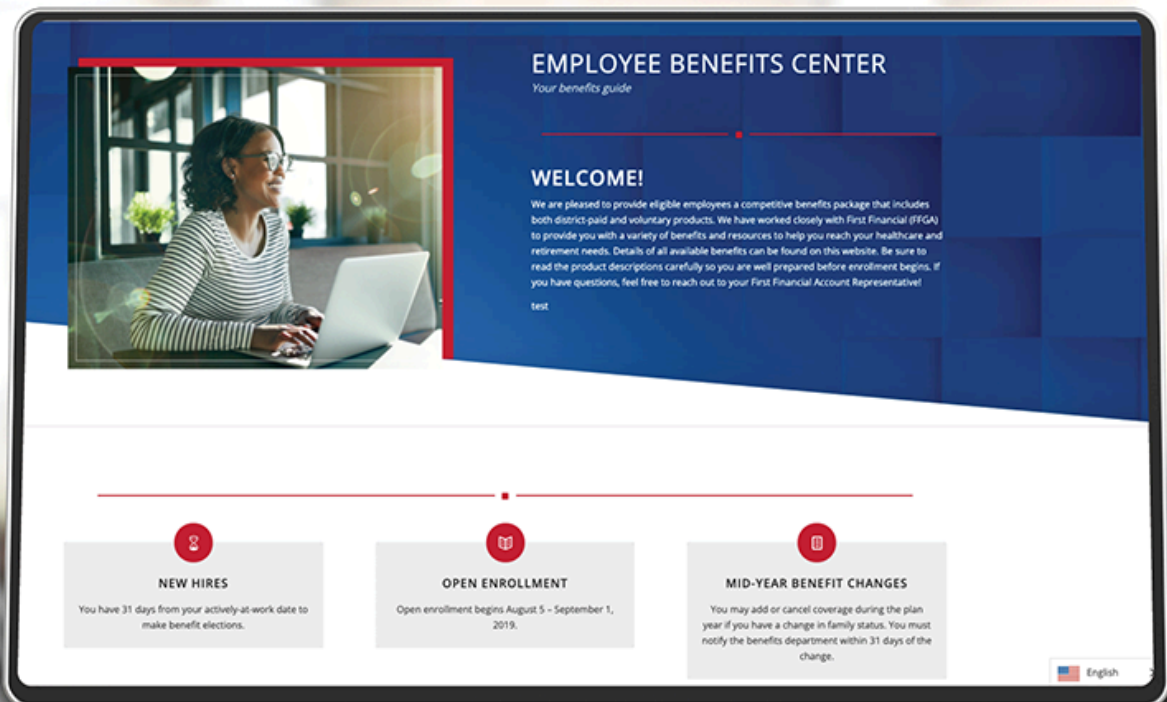 EMPLOYEE BENEFITS CENTER
Your benefits guide
WELCOME!
We are pleased to provide eligible employees a competitive benefits package that includes
both district-paid and voluntary products. We have worked closely with First Financial (FFGA)
to provide you with a variety of benefits and resources to help you reach your healthcare and
retirement needs. Details of all available benefits can be found on this website. Be sure to
read the product descriptions carefully so you are well prepared before enrollment begins. If
you have questions, feel free to reach out to your First Financial Account Representative!
test
NEW HIRES
You have 31 days from your actively-at-work date to
make benefit elections.
OPEN ENROLLMENT
Open enrollment begins August 5 – September 1,
2019.
MID-YEAR BENEFIT CHANGES
You may add or cancel coverage during the plan
year if you have a change in family status. You must
notify the benefits department within 31 days of the
change.
English